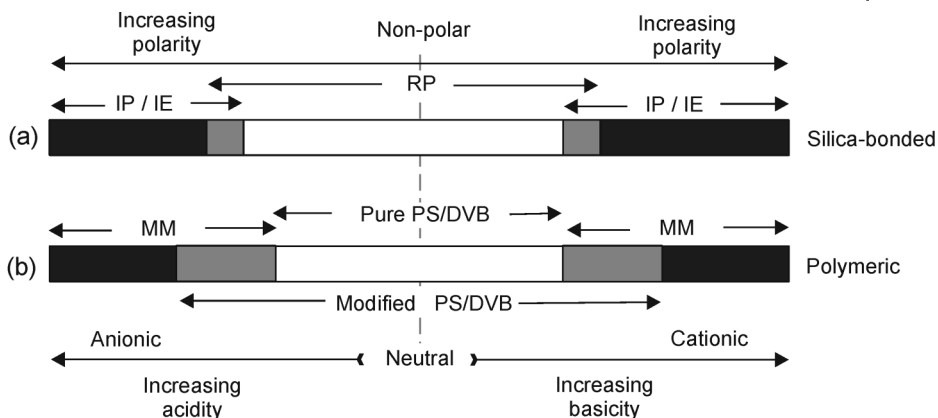 Increasing
polarity
Non-polar
Increasing
polarity
RP
IP / IE
IP / IE
(a)
Silica-bonded
Pure PS/DVB
MM
MM
(b)
Polymeric
Modified PS/DVB
Anionic
Neutral
Cationic
Increasing
acidity
Increasing
basicity